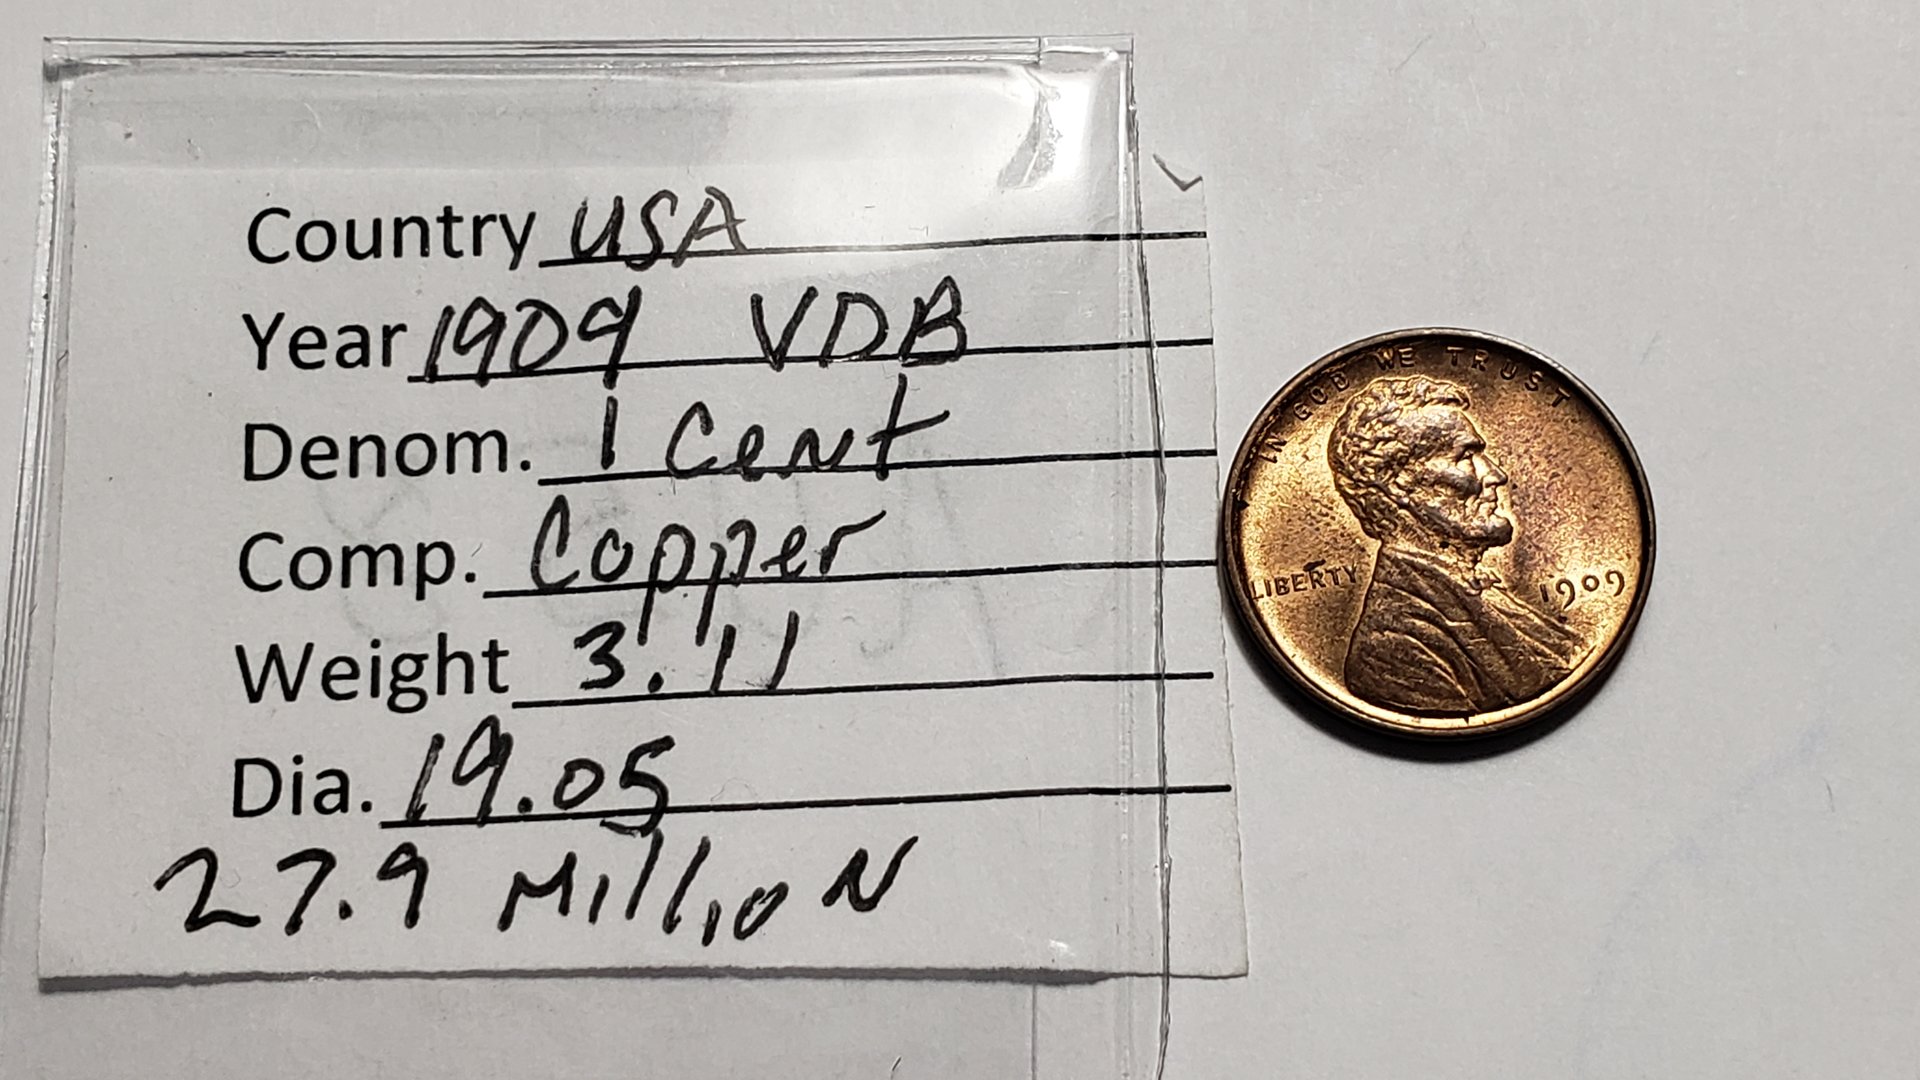 Country USA
Year 1909 VDB
Denom. 1 Cent
Comp. Copper
Weight 3.11
Dia. 19.05
27.9 MillioN
IN GOD WE TRUST
LIBERTY
1909